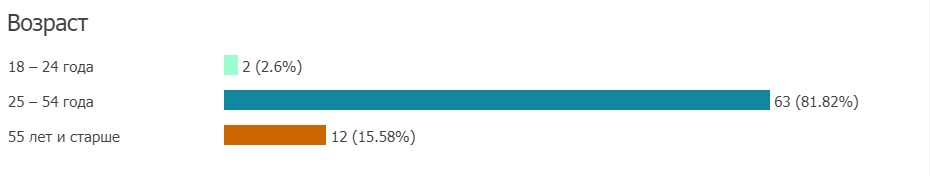 Возраст
18 – 24 года 2 (2.6%)
25 – 54 года 63 (81.82%)
55 лет и старше 12 (15.58%)